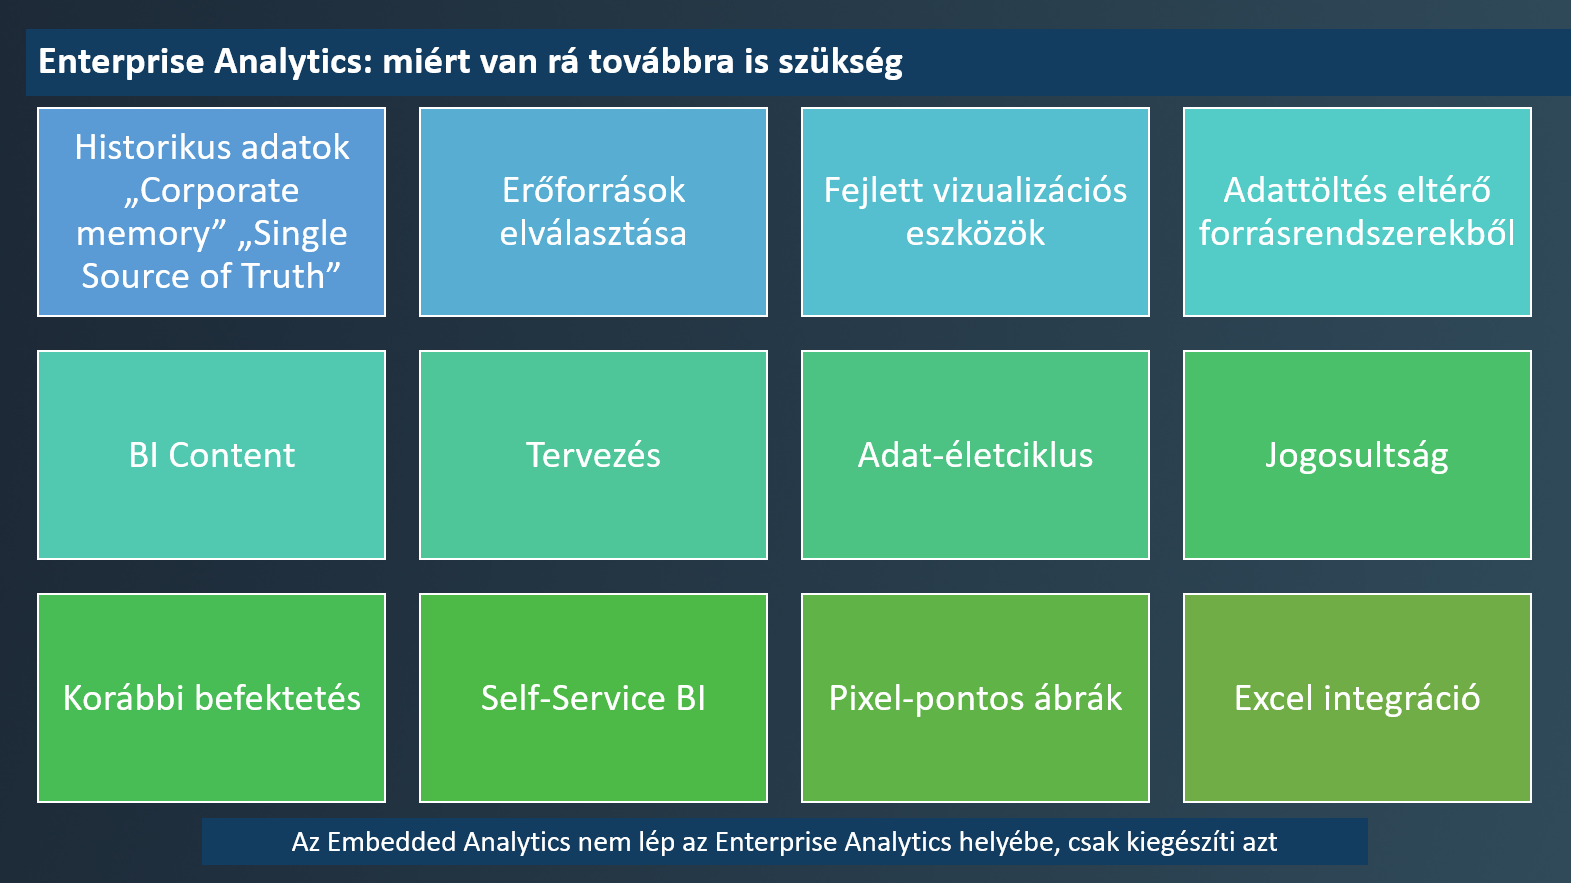 Enterprise Analytics: miért van rá továbbra is szükség
Historikus adatok
„Corporate
memory” „Single
Source of Truth”
Erőforrások
elválasztása
Fejlett vizualizációs
eszközök
Adattöltés eltérő
forrásrendszerekből
BI Content
Tervezés
Adat-életciklus
Jogosultság
Korábbi befektetés
Self-Service BI
Pixel-pontos ábrák
Excel integráció
Az Embedded Analytics nem lép az Enterprise Analytics helyébe, csak kiegészíti azt